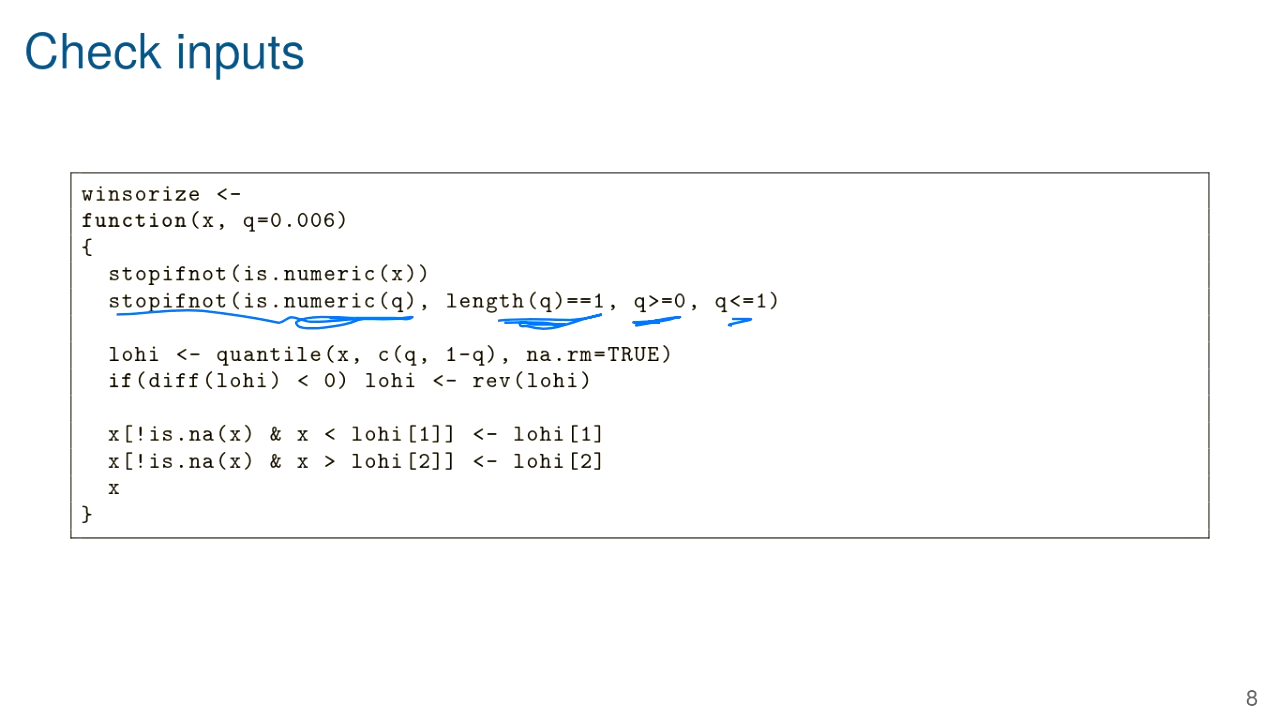 Check inputs
winsorize <-
function(x, q=0.006)
{
  stopifnot(is.numeric(x))
  stopifnot(is.numeric(q), length(q)==1, q>=0, q<=1)
  lohi <- quantile(x, c(q, 1-q), na.rm=TRUE)
  if(diff(lohi) < 0) lohi <- rev(lohi)
  x[!is.na(x) & x < lohi[1]] <- lohi[1]
  x[!is.na(x) & x > lohi[2]] <- lohi[2]
  x
}
8